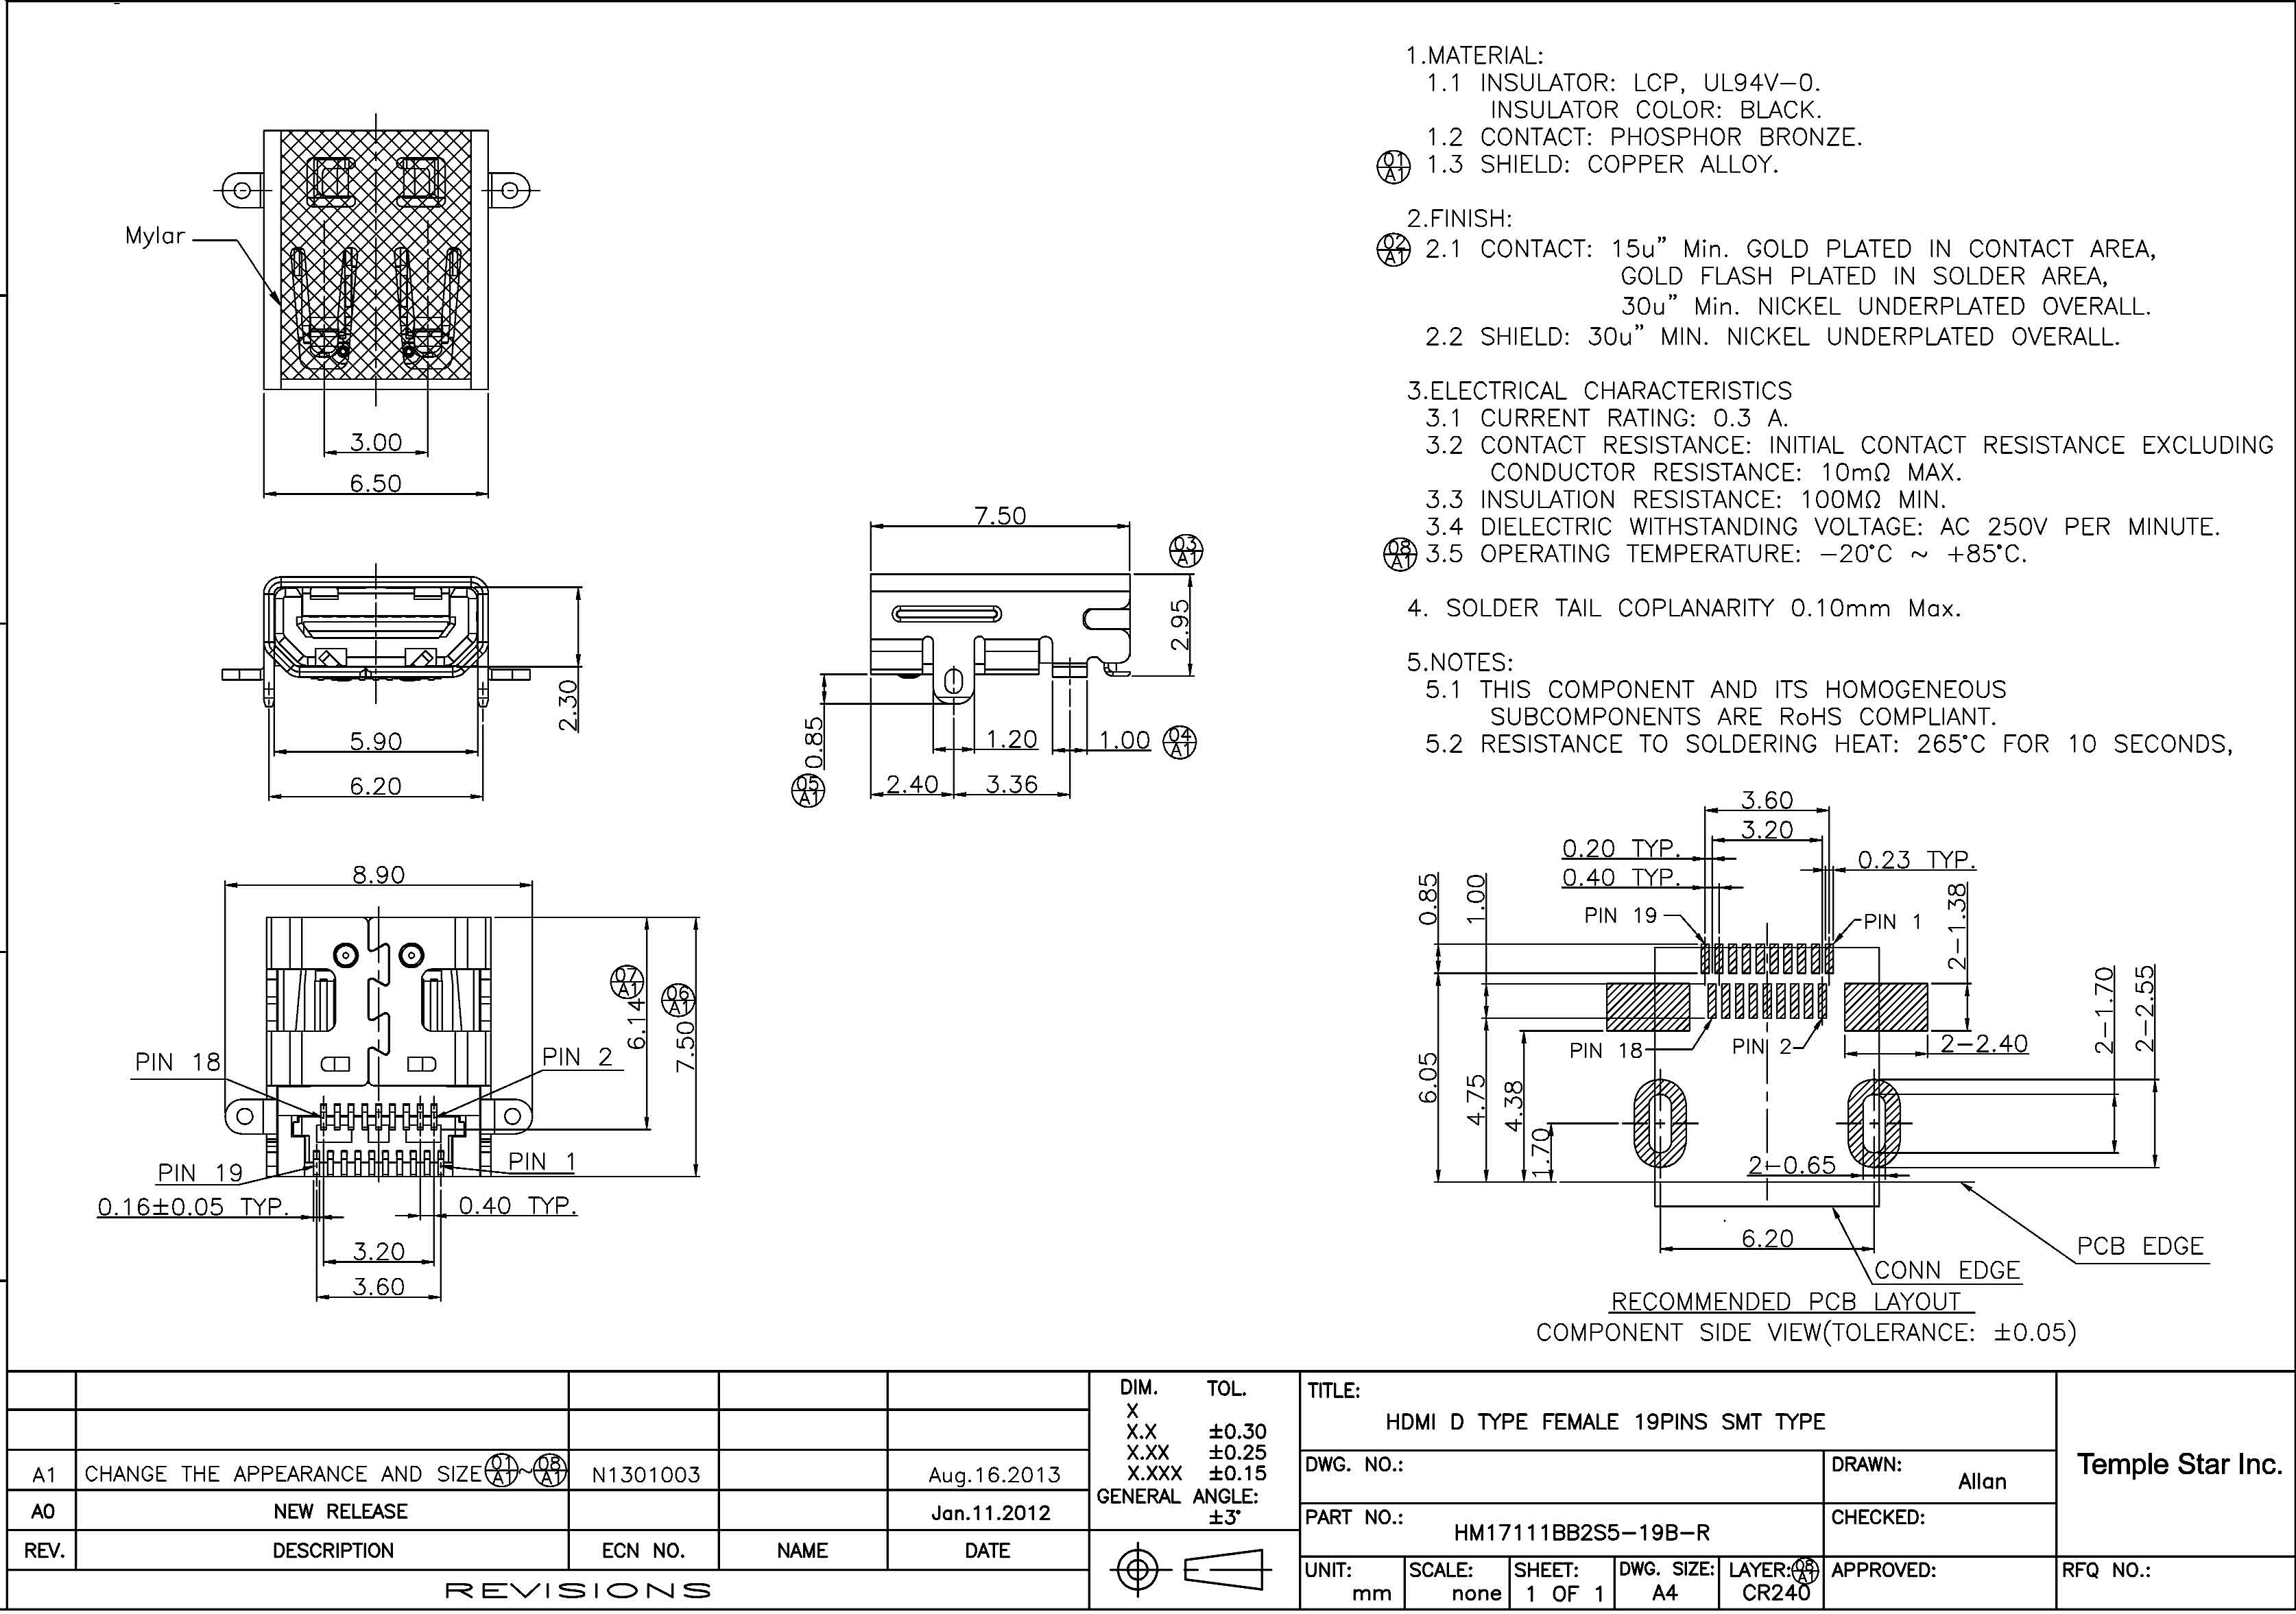 1.MATERIAL:
1.1 INSULATOR: LCP, UL94V-0.
INSULATOR COLOR: BLACK.
1.2 CONTACT: PHOSPHOR BRONZE.
01 A1 1.3 SHIELD: COPPER ALLOY.
2.FINISH:
02 A1 2.1 CONTACT: 15u" Min. GOLD PLATED IN CONTACT AREA,
GOLD FLASH PLATED IN SOLDER AREA,
30u" Min. NICKEL UNDERPLATED OVERALL.
2.2 SHIELD: 30u" MIN. NICKEL UNDERPLATED OVERALL.
3.ELECTRICAL CHARACTERISTICS
3.1 CURRENT RATING: 0.3 A.
3.2 CONTACT RESISTANCE: INITIAL CONTACT RESISTANCE EXCLUDING
CONDUCTOR RESISTANCE: 10mΩ MAX.
3.3 INSULATION RESISTANCE: 100MΩ MIN.
3.4 DIELECTRIC WITHSTANDING VOLTAGE: AC 250V PER MINUTE.
08 A1 3.5 OPERATING TEMPERATURE: -20°C ~ +85°C.
4. SOLDER TAIL COPLANARITY 0.10mm Max.
5.NOTES:
5.1 THIS COMPONENT AND ITS HOMOGENEOUS
SUBCOMPONENTS ARE RoHS COMPLIANT.
5.2 RESISTANCE TO SOLDERING HEAT: 265°C FOR 10 SECONDS,
Mylar
3.00
6.50
2.30
5.90
6.20
7.50
03 A1
2.95
0.85
05 A1
1.20
1.00
04 A1
2.40
3.36
8.90
07 A1
6.14
06 A1
7.50
PIN 18
PIN 2
PIN 19
PIN 1
0.16±0.05 TYP.
0.40 TYP.
3.20
3.60
3.60
3.20
0.20 TYP.
0.23 TYP.
0.40 TYP.
0.85
1.00
PIN 19
PIN 1
2-1.38
PIN 18
PIN 2
2-2.40
2-1.70
2-2.55
6.05
4.75
4.38
1.70
2-0.65
6.20
PCB EDGE
CONN EDGE
RECOMMENDED PCB LAYOUT
COMPONENT SIDE VIEW(TOLERANCE: ±0.05)
A1 CHANGE THE APPEARANCE AND SIZE 01 A1 ~ 08 A1 N1301003 Aug.16.2013
A0 NEW RELEASE Jan.11.2012
REV. DESCRIPTION ECN NO. NAME DATE
REVISIONS
DIM. TOL.
X
X.X ±0.30
X.XX ±0.25
X.XXX ±0.15
GENERAL ANGLE:
±3°
TITLE:
HDMI D TYPE FEMALE 19PINS SMT TYPE
DWG. NO.:
DRAWN:
Allan
Temple Star Inc.
PART NO.:
HM17111BB2S5-19B-R
CHECKED:
UNIT:
mm
SCALE:
none
SHEET:
1 OF 1
DWG. SIZE:
A4
LAYER: 08 A1
CR240
APPROVED:
RFQ NO.: